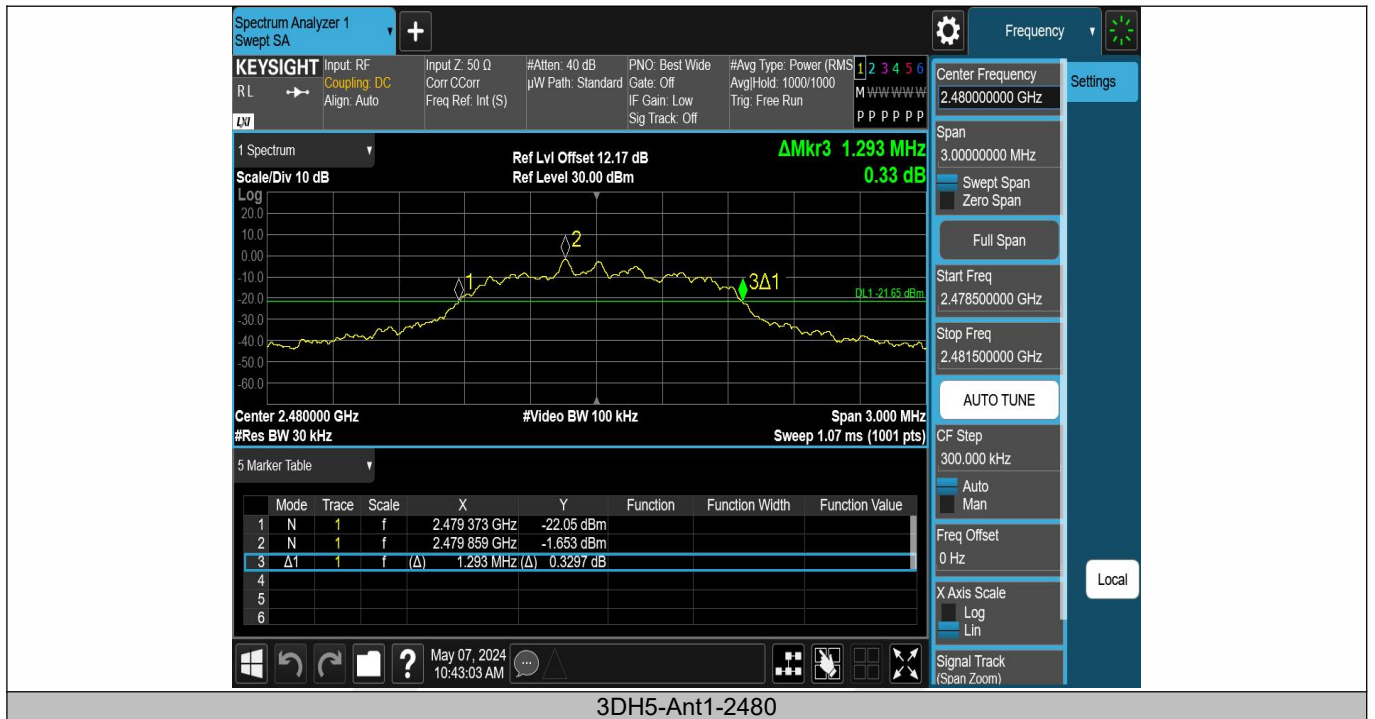 Spectrum Analyzer 1
Swept SA
Frequency
KEYSIGHT
RL
LXI
Input: RF
Coupling: DC
Align: Auto
Input Z: 50 Ω
Corr CCorr
Freq Ref: Int (S)
#Atten: 40 dB
µW Path: Standard
PNO: Best Wide
Gate: Off
IF Gain: Low
Sig Track: Off
#Avg Type: Power (RMS
Avg|Hold: 1000/1000
Trig: Free Run
1 2 3 4 5 6
M W W W W W
P P P P P P
1 Spectrum
Scale/Div 10 dB
Ref Lvl Offset 12.17 dB
Ref Level 30.00 dBm
ΔMkr3 1.293 MHz
0.33 dB
Log
20.0
10.0
0.00
-10.0
-20.0
-30.0
-40.0
-50.0
-60.0
1
2
3Δ1
DL1 -21.65 dBm
Center 2.480000 GHz
#Res BW 30 kHz
#Video BW 100 kHz
Span 3.000 MHz
Sweep 1.07 ms (1001 pts)
5 Marker Table
Mode Trace Scale X Y Function Function Width Function Value
1 N 1 f 2.479 373 GHz -22.05 dBm
2 N 1 f 2.479 859 GHz -1.653 dBm
3 Δ1 1 f (Δ) 1.293 MHz (Δ) 0.3297 dB
4
5
6
May 07, 2024
10:43:03 AM
Center Frequency
2.480000000 GHz
Settings
Span
3.00000000 MHz
Swept Span
Zero Span
Full Span
Start Freq
2.478500000 GHz
Stop Freq
2.481500000 GHz
AUTO TUNE
CF Step
300.000 kHz
Auto
Man
Freq Offset
0 Hz
Local
X Axis Scale
Log
Lin
Signal Track
(Span Zoom)
3DH5-Ant1-2480